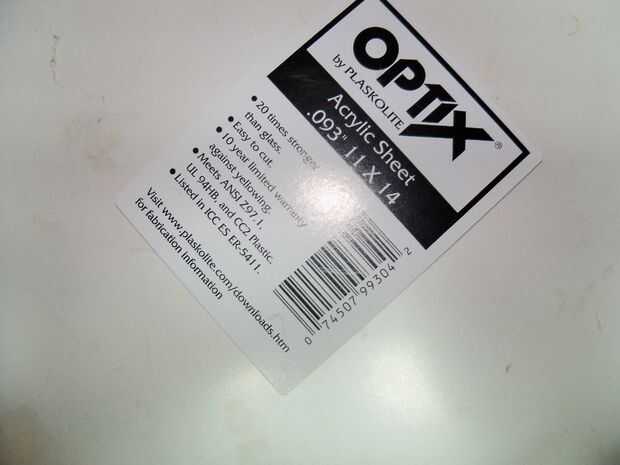 OPTIX®
by PLASKOLITE
Acrylic Sheet
.093" 11 X 14
• 20 times stronger
than glass.
• Easy to cut.
• 10 year limited warranty
against yellowing.
• Meets ANSI Z97.1,
UL 94HB, and CC2 Plastic.
• Listed in ICC ES ER-5411.
Visit www.plaskolite.com/downloads.htm
for fabrication information
0 74507 99304 2